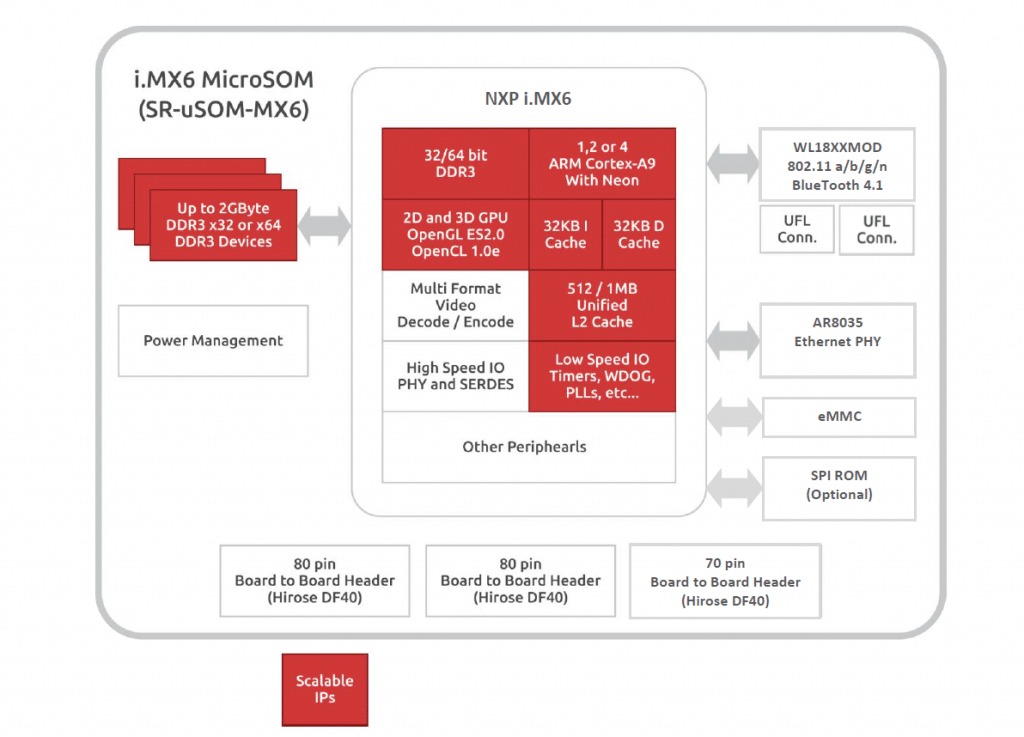 i.MX6 MicroSOM
(SR-uSOM-MX6)
NXP i.MX6
32/64 bit
DDR3
1,2 or 4
ARM Cortex-A9
With Neon
2D and 3D GPU
OpenGL ES2.0
OpenCL 1.0e
32KB I
Cache
32KB D
Cache
Multi Format
Video
Decode / Encode
512 / 1MB
Unified
L2 Cache
High Speed IO
PHY and SERDES
Low Speed IO
Timers, WDOG,
PLLs, etc...
Other Periphearls
Up to 2GByte
DDR3 x32 or x64
DDR3 Devices
Power Management
WL18XXMOD
802.11 a/b/g/n
BlueTooth 4.1
UFL
Conn.
UFL
Conn.
AR8035
Ethernet PHY
eMMC
SPI ROM
(Optional)
80 pin
Board to Board Header
(Hirose DF40)
80 pin
Board to Board Header
(Hirose DF40)
70 pin
Board to Board Header
(Hirose DF40)
Scalable
IPs